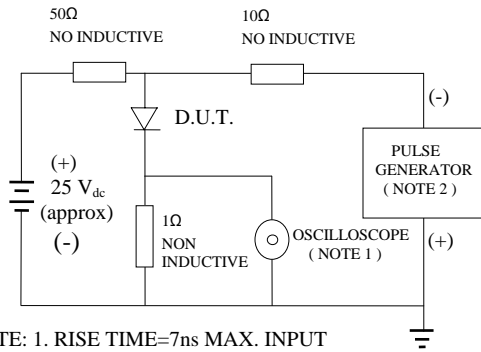 50Ω
NO INDUCTIVE
10Ω
NO INDUCTIVE
(-)
D.U.T.
PULSE
GENERATOR
( NOTE 2 )
(+)
25 Vdc
(approx)
(-)
1Ω
NON
INDUCTIVE
OSCILLOSCOPE
( NOTE 1 )
(+)
TE: 1. RISE TIME=7ns MAX. INPUT